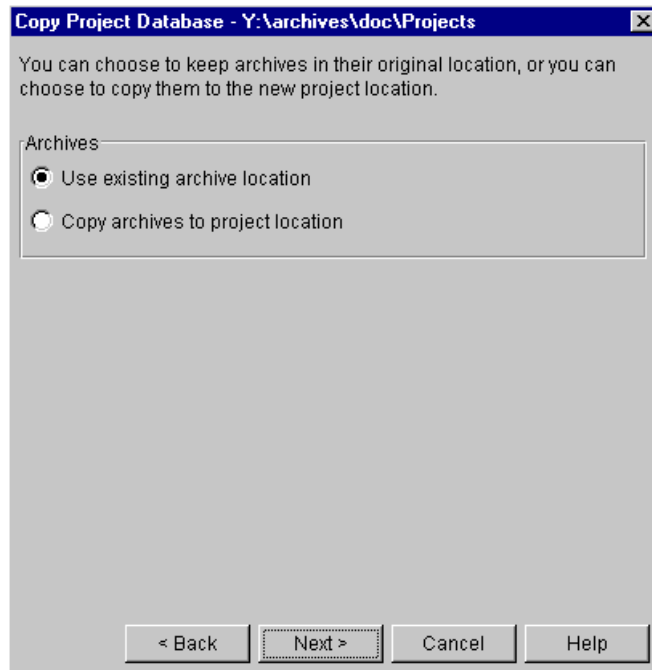 Copy Project Database - Y:\archives\doc\Projects
You can choose to keep archives in their original location, or you can
choose to copy them to the new project location.
Archives
Use existing archive location
Copy archives to project location
< Back
Next >
Cancel
Help